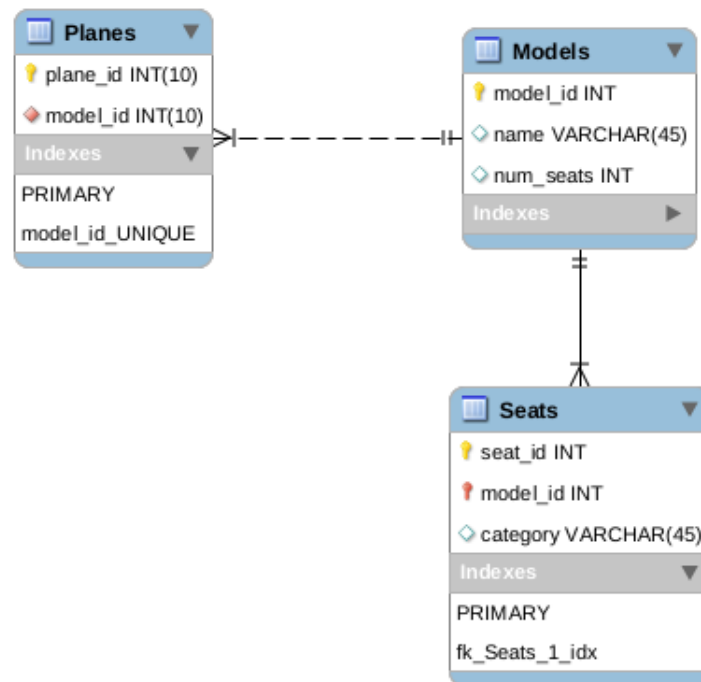 Planes
plane_id INT(10)
model_id INT(10)
Indexes
PRIMARY
model_id_UNIQUE
Models
model_id INT
name VARCHAR(45)
num_seats INT
Indexes
Seats
seat_id INT
model_id INT
category VARCHAR(45)
Indexes
PRIMARY
fk_Seats_1_idx